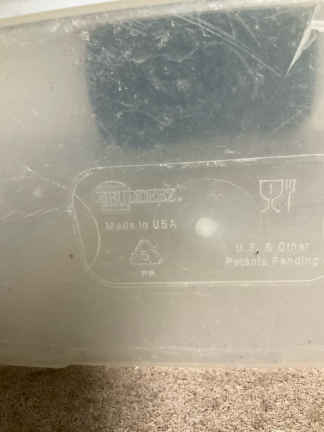 Made In USA
5
PP
U.S. & Other
Patents Pending